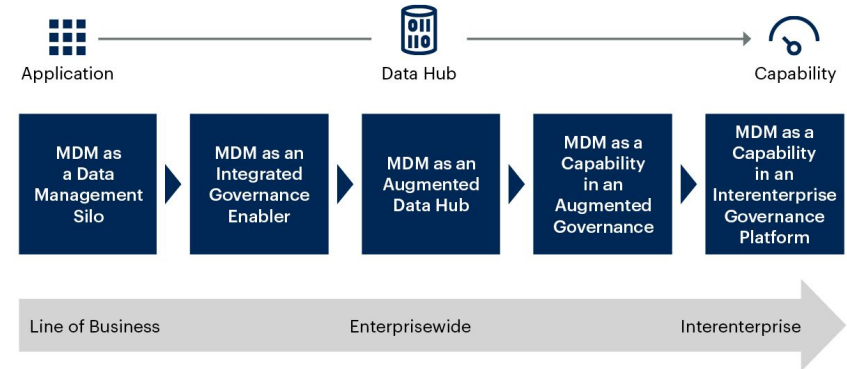 011
110
Application
Data Hub
Capability
MDM as
a Data
Management
Silo
MDM as an
Integrated
Governance
Enabler
MDM as an
Augmented
Data Hub
MDM as a
Capability
in an
Augmented
Governance
MDM as a
Capability
in an
Interenterprise
Governance
Platform
Line of Business
Enterprisewide
Interenterprise